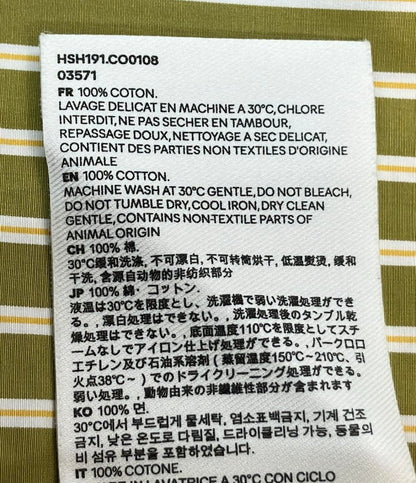 HSH191.CO0108
03571
FR 100% COTON.
LAVAGE DELICAT EN MACHINE A 30°C,CHLORE
INTERDIT, NE PAS SECHER EN TAMBOUR,
REPASSAGE DOUX, NETTOYAGE A SEC DELICAT,
CONTIENT DES PARTIES NON TEXTILES D'ORIGINE
ANIMALE
EN 100% COTTON.
MACHINE WASH AT 30°C GENTLE, DO NOT BLEACH,
DO NOT TUMBLE DRY, COOL IRON, DRY CLEAN
GENTLE, CONTAINS NON-TEXTILE PARTS OF
ANIMAL ORIGIN
CH 100% 棉.
30°C緩和洗滌, 不可漂白, 不可转筒烘干, 低温熨烫, 緩和
干洗, 含源自动物的非纺织部分
JP 100% 綿・コットン.
液温は30℃を限度とし、洗濯機で弱い洗濯処理ができ
る。, 漂白処理はできない。, 洗濯処理後のタンブル乾
燥処理はできない。, 底面温度110℃を限度としてスチ
ームなしでアイロン仕上げ処理ができる。, パークロロ
エチレン及び石油系溶剤(蒸留温度150℃~210℃、引
火点38℃~)でのドライクリーニング処理ができる。
弱い処理。, 動物由来の非繊維性部分が含まれます
KO 100% 면.
30°C에서 부드럽게 물세탁, 염소표백금지, 기계 건조
금지, 낮은 온도로 다림질, 드라이클리닝 가능, 동물의
비 섬유 부분을 포함하였습니다.
IT 100% COTONE.
LAVATRICE A 30°C CON CICLO